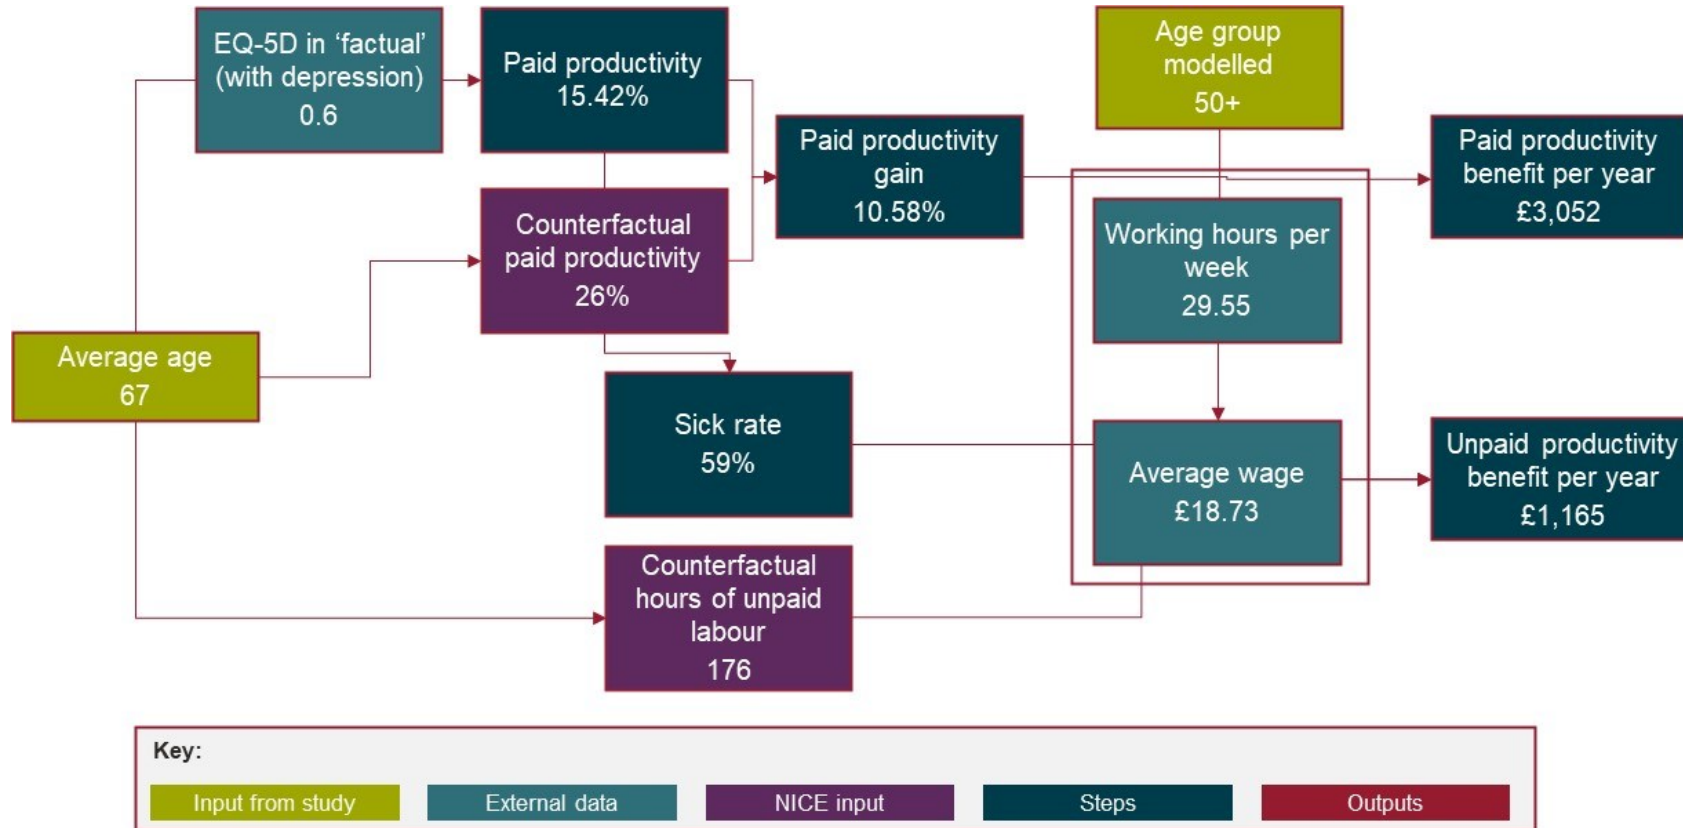 EQ-5D in ‘factual’
(with depression)
0.6
Paid productivity
15.42%
Age group
modelled
50+
Paid productivity
gain
10.58%
Paid productivity
benefit per year
£3,052
Counterfactual
paid productivity
26%
Working hours per
week
29.55
Average age
67
Sick rate
59%
Average wage
£18.73
Unpaid productivity
benefit per year
£1,165
Counterfactual
hours of unpaid
labour
176
Key:
Input from study
External data
NICE input
Steps
Outputs